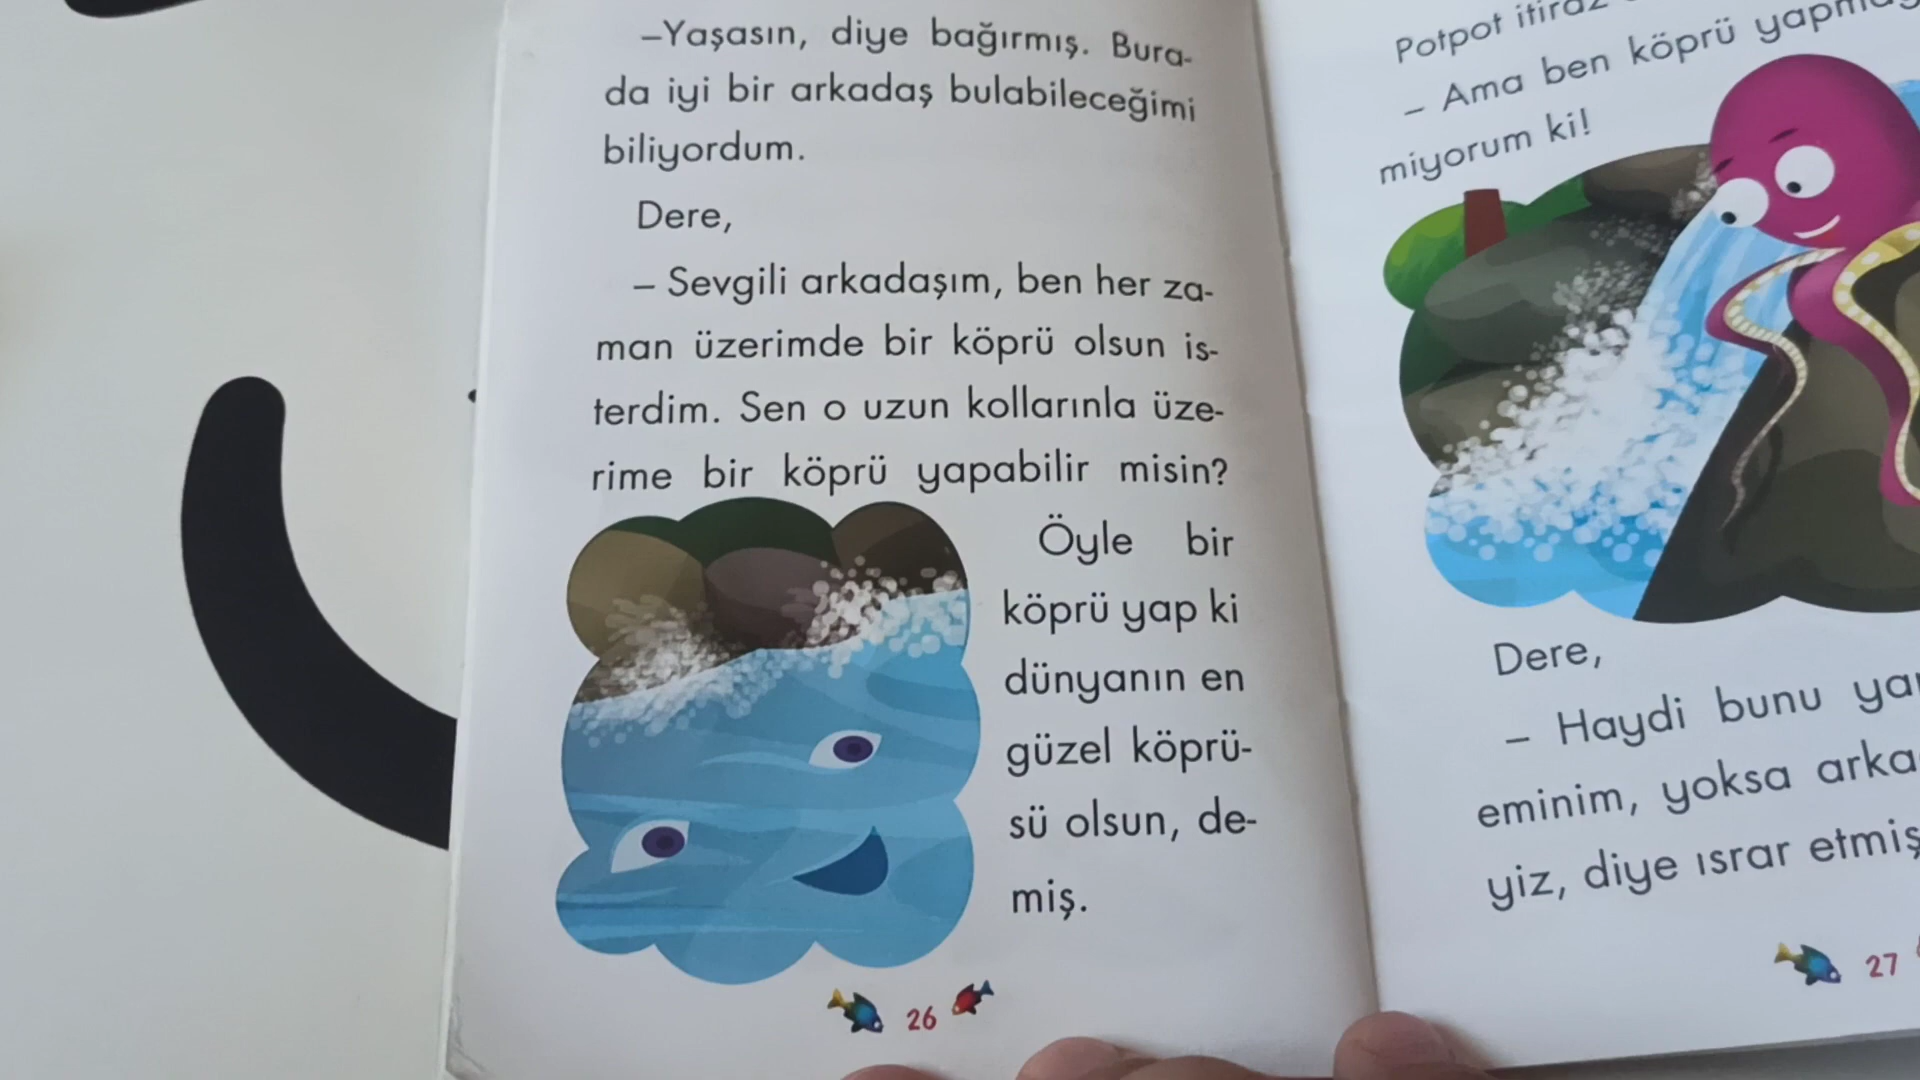 –Yaşasın, diye bağırmış. Bura-
da iyi bir arkadaş bulabileceğimi
biliyordum.
Dere,
– Sevgili arkadaşım, ben her za-
man üzerimde bir köprü olsun is-
terdim. Sen o uzun kollarınla üze-
rime bir köprü yapabilir misin?
Öyle bir
köprü yap ki
dünyanın en
güzel köprü-
sü olsun, de-
miş.
26
Potpot
– Ama ben köprü
miyorum ki!
Dere,
– Haydi bunu
eminim, yoksa
yiz, diye ısrar etmiş
27